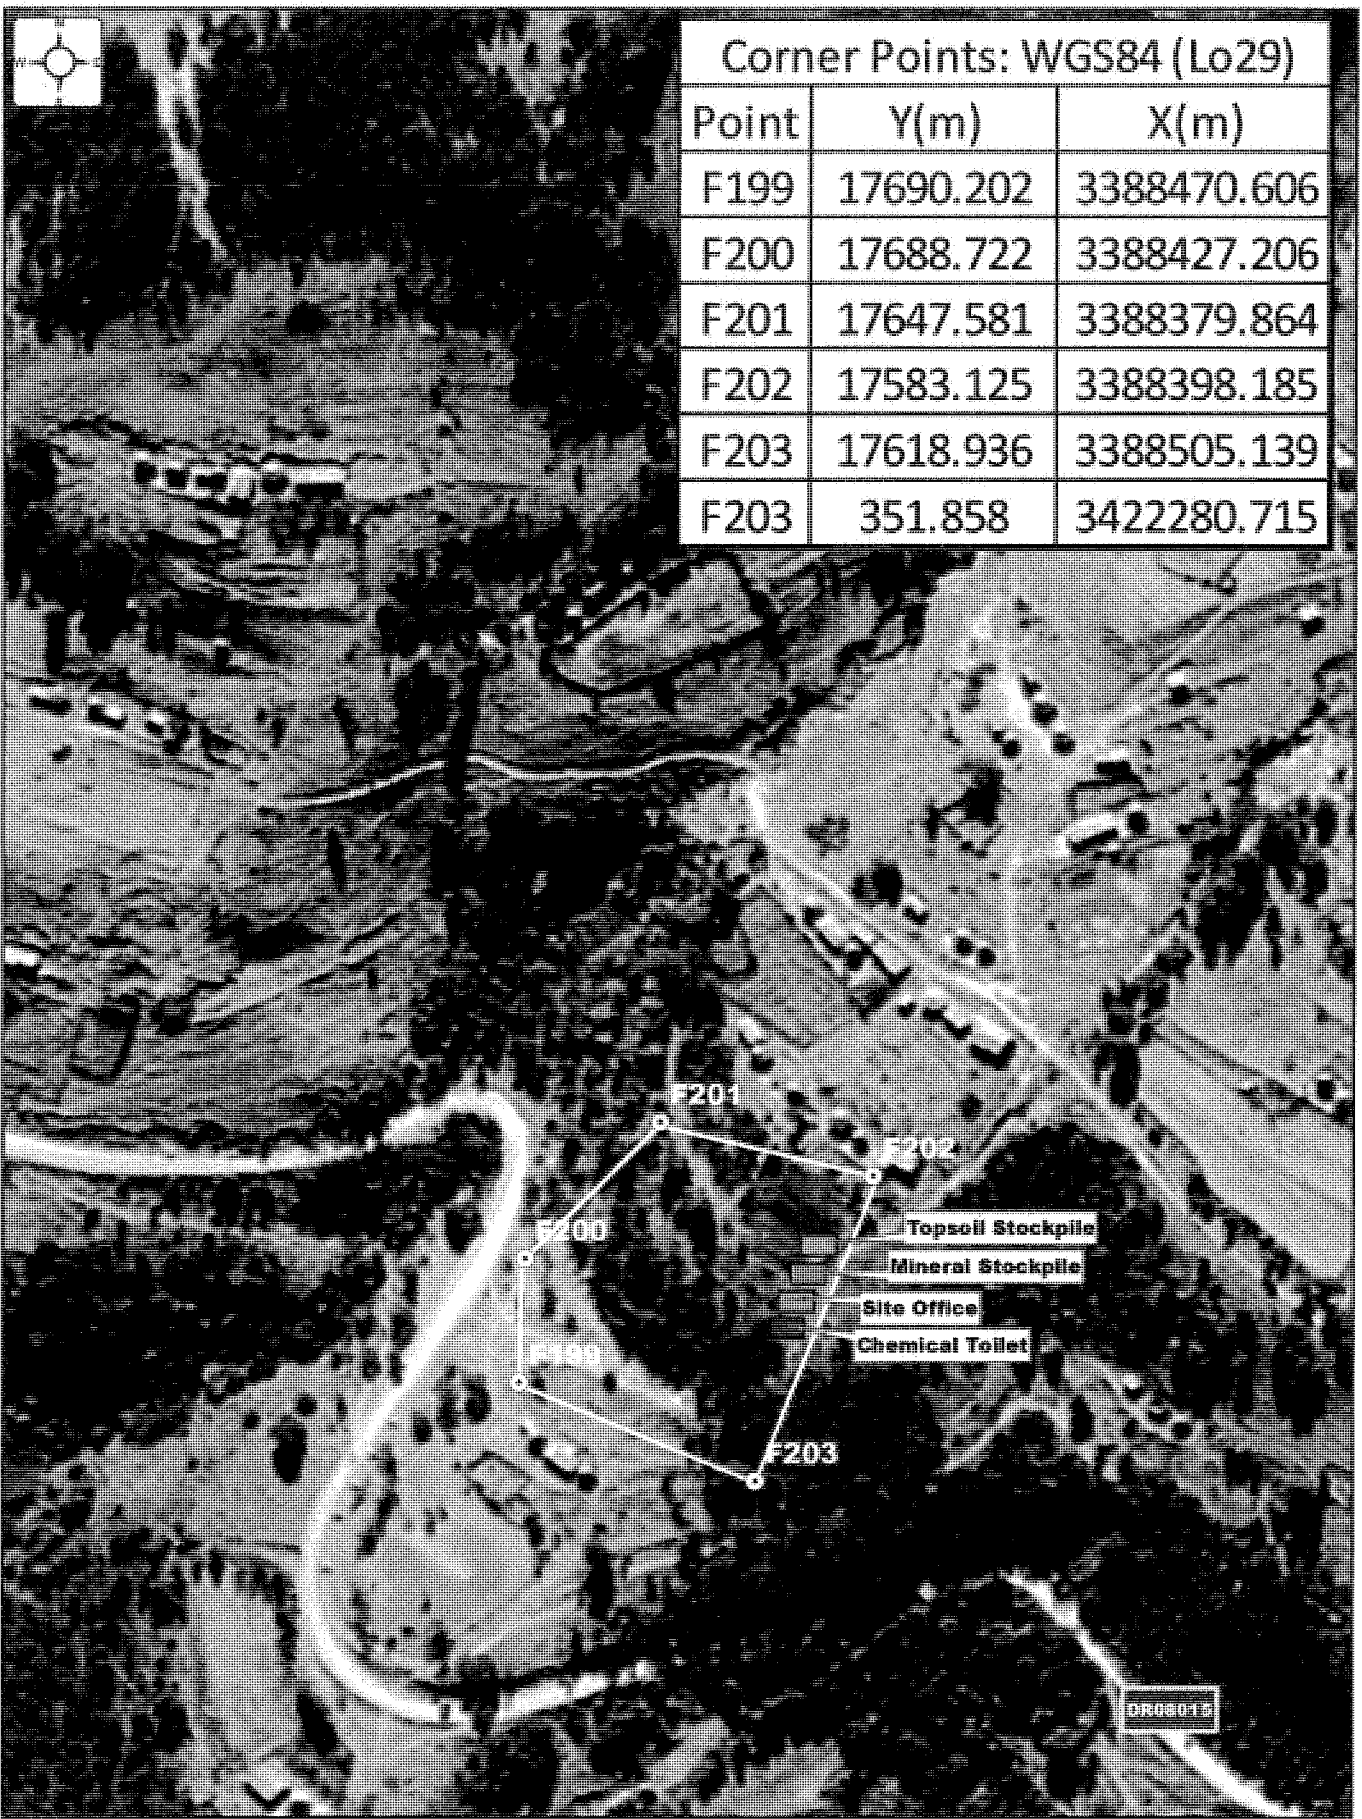 Corner Points: WGS84 (Lo29)
Point Y(m) X(m)
F199 17690.202 3388470.606
F200 17688.722 3388427.206
F201 17647.581 3388379.864
F202 17583.125 3388398.185
F203 17618.936 3388505.139
F203 351.858 3422280.715
F201
F202
F200
Topsoil Stockpile
Mineral Stockpile
Site Office
Chemical Toilet
F199
F203
DR08015